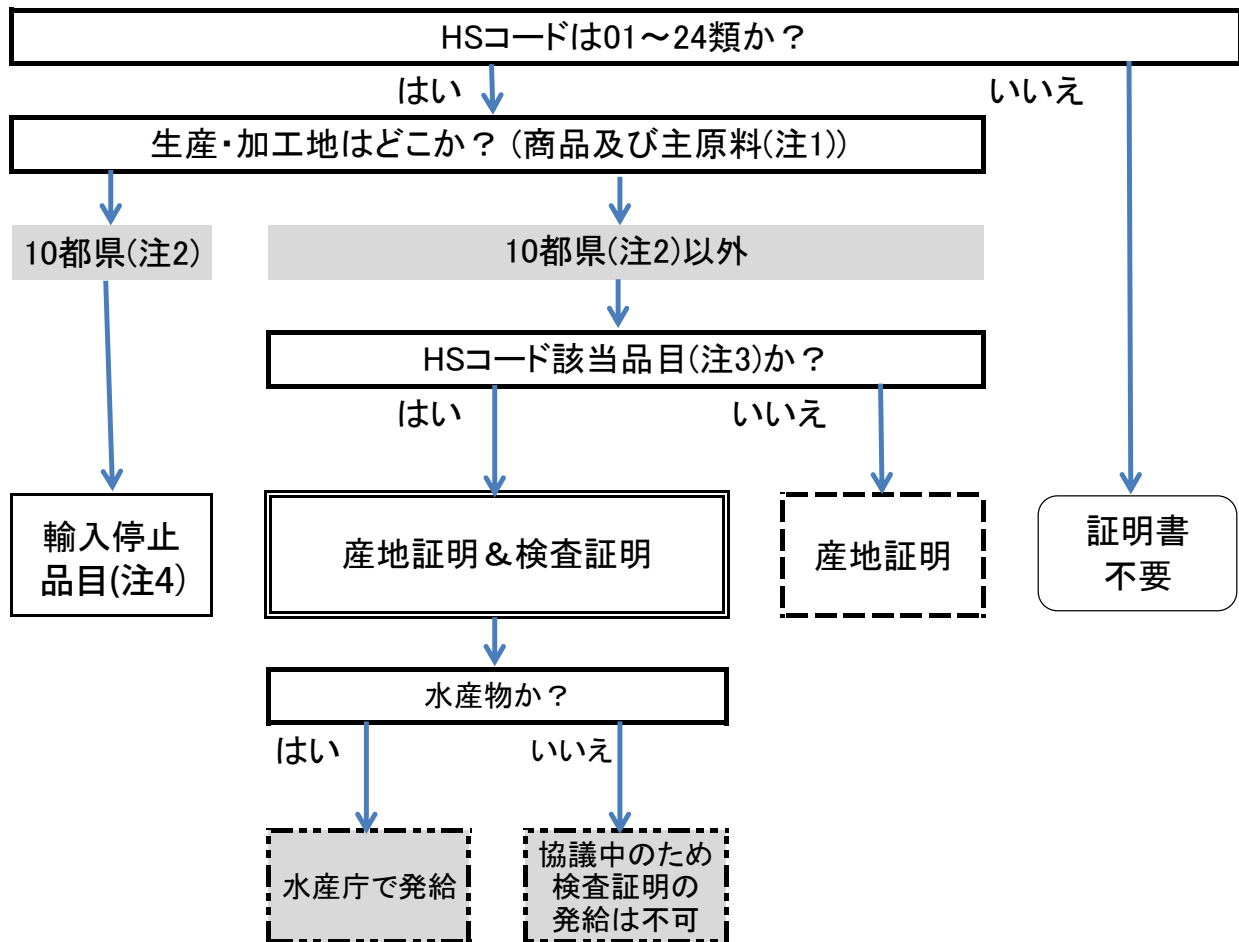 HSコードは01～24類か？
はい
いいえ
生産・加工地はどこか？(商品及び主原料(注1))
10都県(注2)
10都県(注2)以外
HSコード該当品目(注3)か？
はい
いいえ
輸入停止
品目(注4)
産地証明＆検査証明
産地証明
証明書
不要
水産物か？
はい
いいえ
水産庁で発給
協議中のため
検査証明の
発給は不可